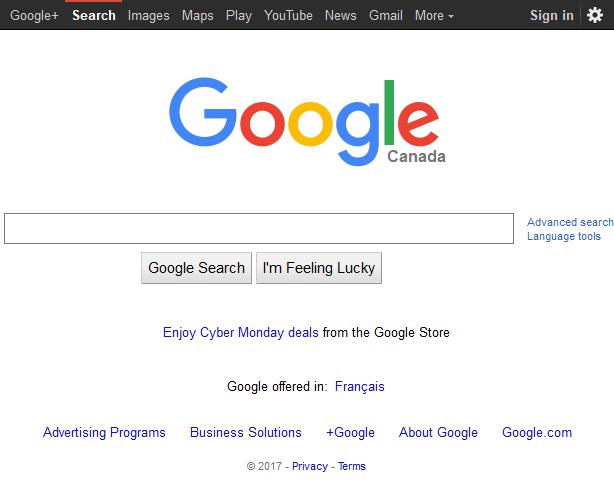 Google+ Search Images Maps Play YouTube News Gmail More Sign in
Google
Canada
Advanced search
Language tools
Google Search I'm Feeling Lucky
Enjoy Cyber Monday deals from the Google Store
Google offered in: Français
Advertising Programs Business Solutions +Google About Google Google.com
© 2017 - Privacy - Terms